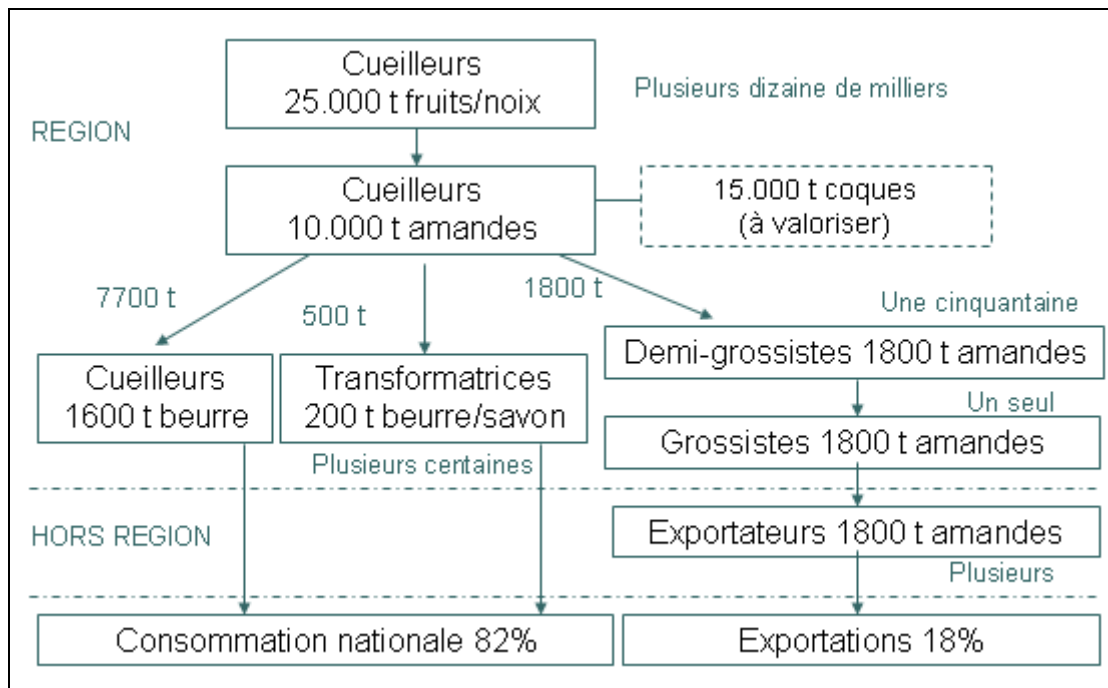 Cueilleurs
25.000 t fruits/noix
Plusieurs dizaine de milliers
REGION
Cueilleurs
10.000 t amandes
15.000 t coques
(à valoriser)
7700 t
500 t
1800 t
Une cinquantaine
Cueilleurs
1600 t beurre
Transformatrices
200 t beurre/savon
Demi-grossistes 1800 t amandes
Un seul
Grossistes 1800 t amandes
Plusieurs centaines
HORS REGION
Exportateurs 1800 t amandes
Plusieurs
Consommation nationale 82%
Exportations 18%